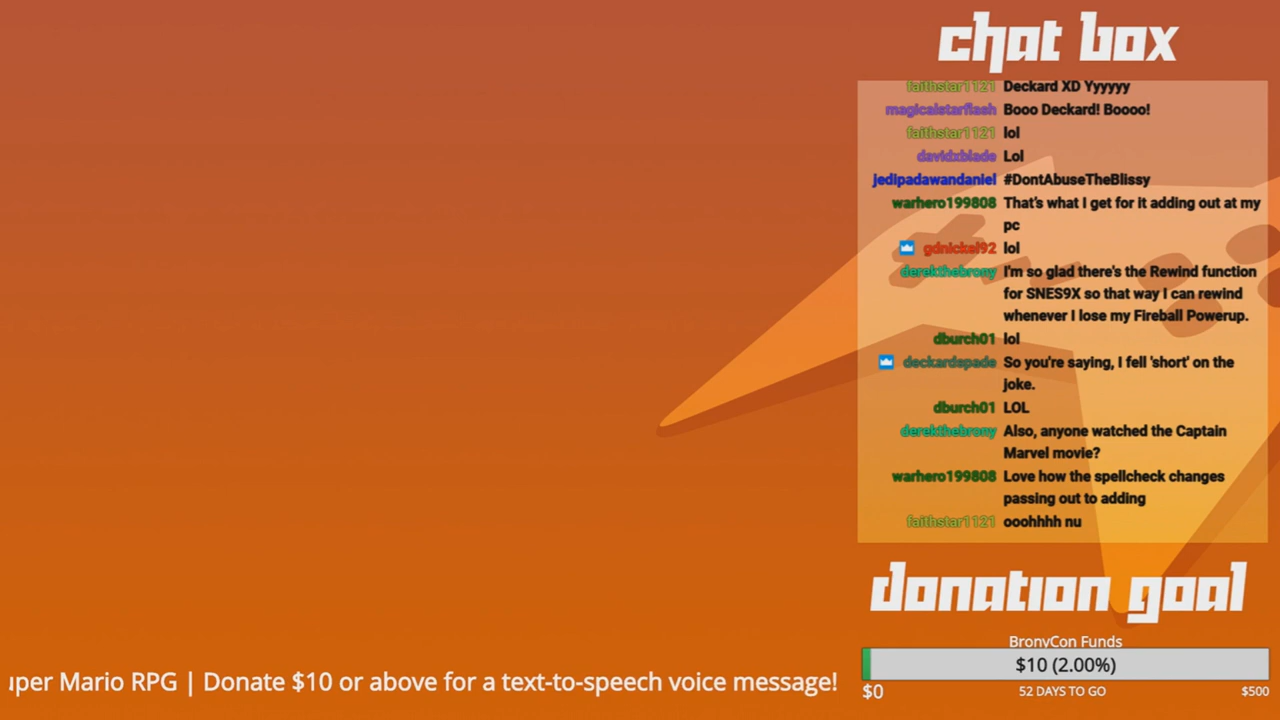 chat box
faithstar1121 Deckard XD Yyyyyy
magicalstarflash Booo Deckard! Boooo!
faithstar1121 lol
davidxblade Lol
jedipadawandaniel #DontAbuseTheBlissy
warhero199808 That's what I get for it adding out at my
pc
gdnickel92 lol
derekthebrony I'm so glad there's the Rewind function
for SNES9X so that way I can rewind
whenever I lose my Fireball Powerup.
dburch01 lol
deckardspade So you're saying, I fell 'short' on the
joke.
dburch01 LOL
derekthebrony Also, anyone watched the Captain
Marvel movie?
warhero199808 Love how the spellcheck changes
passing out to adding
faithstar1121 ooohhhh nu
donation goal
BronyCon Funds
$10 (2.00%)
$0 52 DAYS TO GO $500
uper Mario RPG | Donate $10 or above for a text-to-speech voice message!